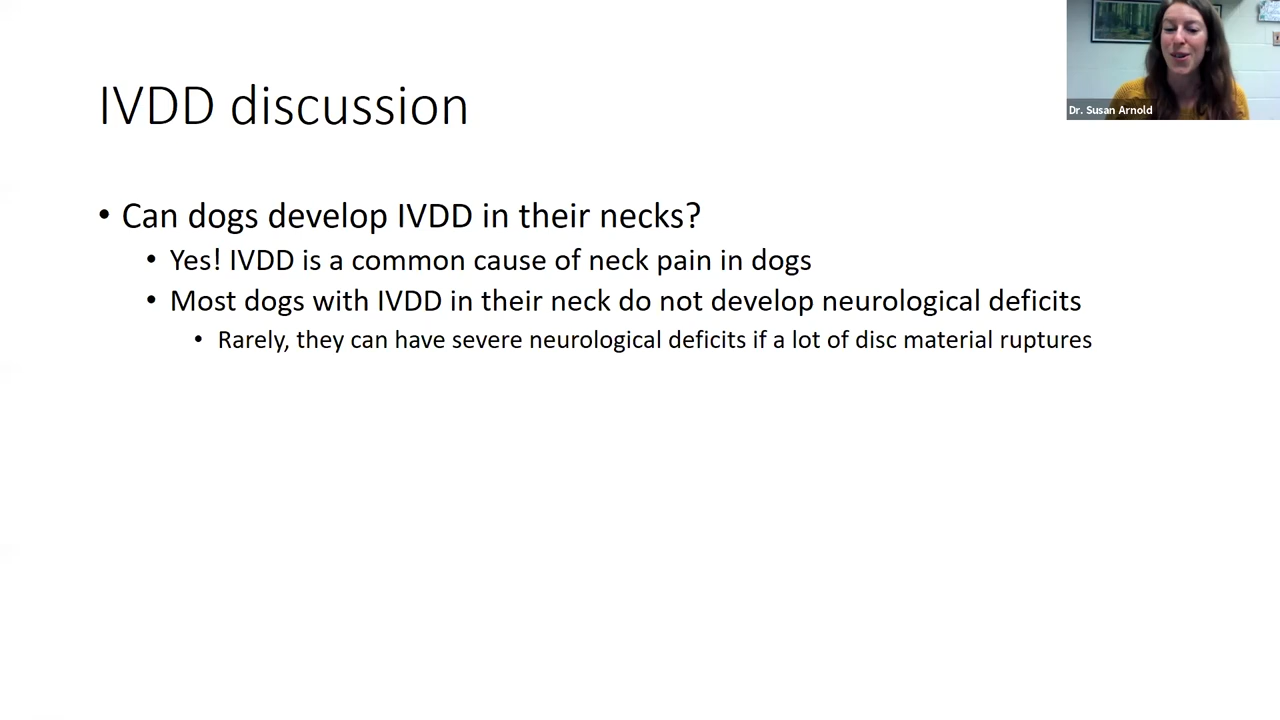 IVDD discussion
Dr. Susan Arnold
• Can dogs develop IVDD in their necks?
• Yes! IVDD is a common cause of neck pain in dogs
• Most dogs with IVDD in their neck do not develop neurological deficits
• Rarely, they can have severe neurological deficits if a lot of disc material ruptures